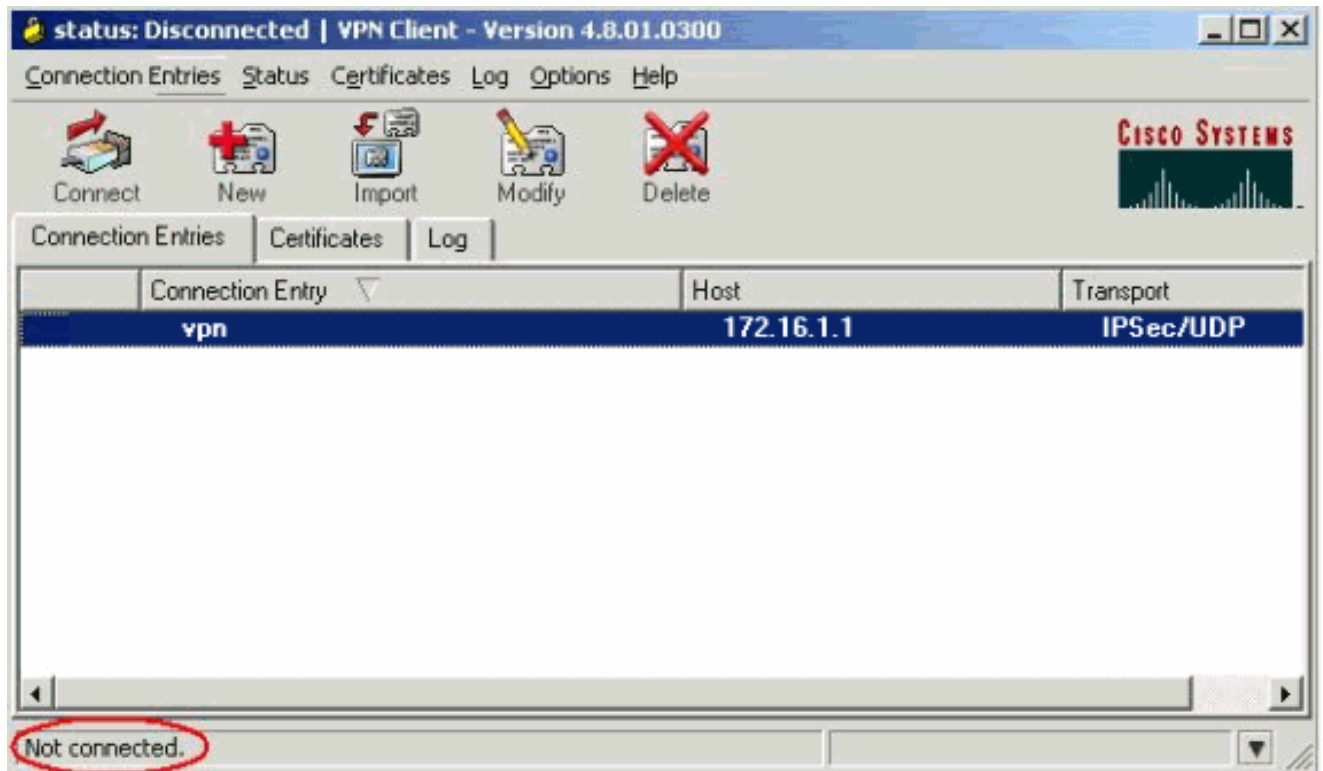 status: Disconnected | VPN Client - Version 4.8.01.0300
Connection Entries Status Certificates Log Options Help
Connect New Import Modify Delete
CISCO SYSTEMS
Connection Entries Certificates Log
Connection Entry Host Transport
vpn 172.16.1.1 IPSec/UDP
Not connected.